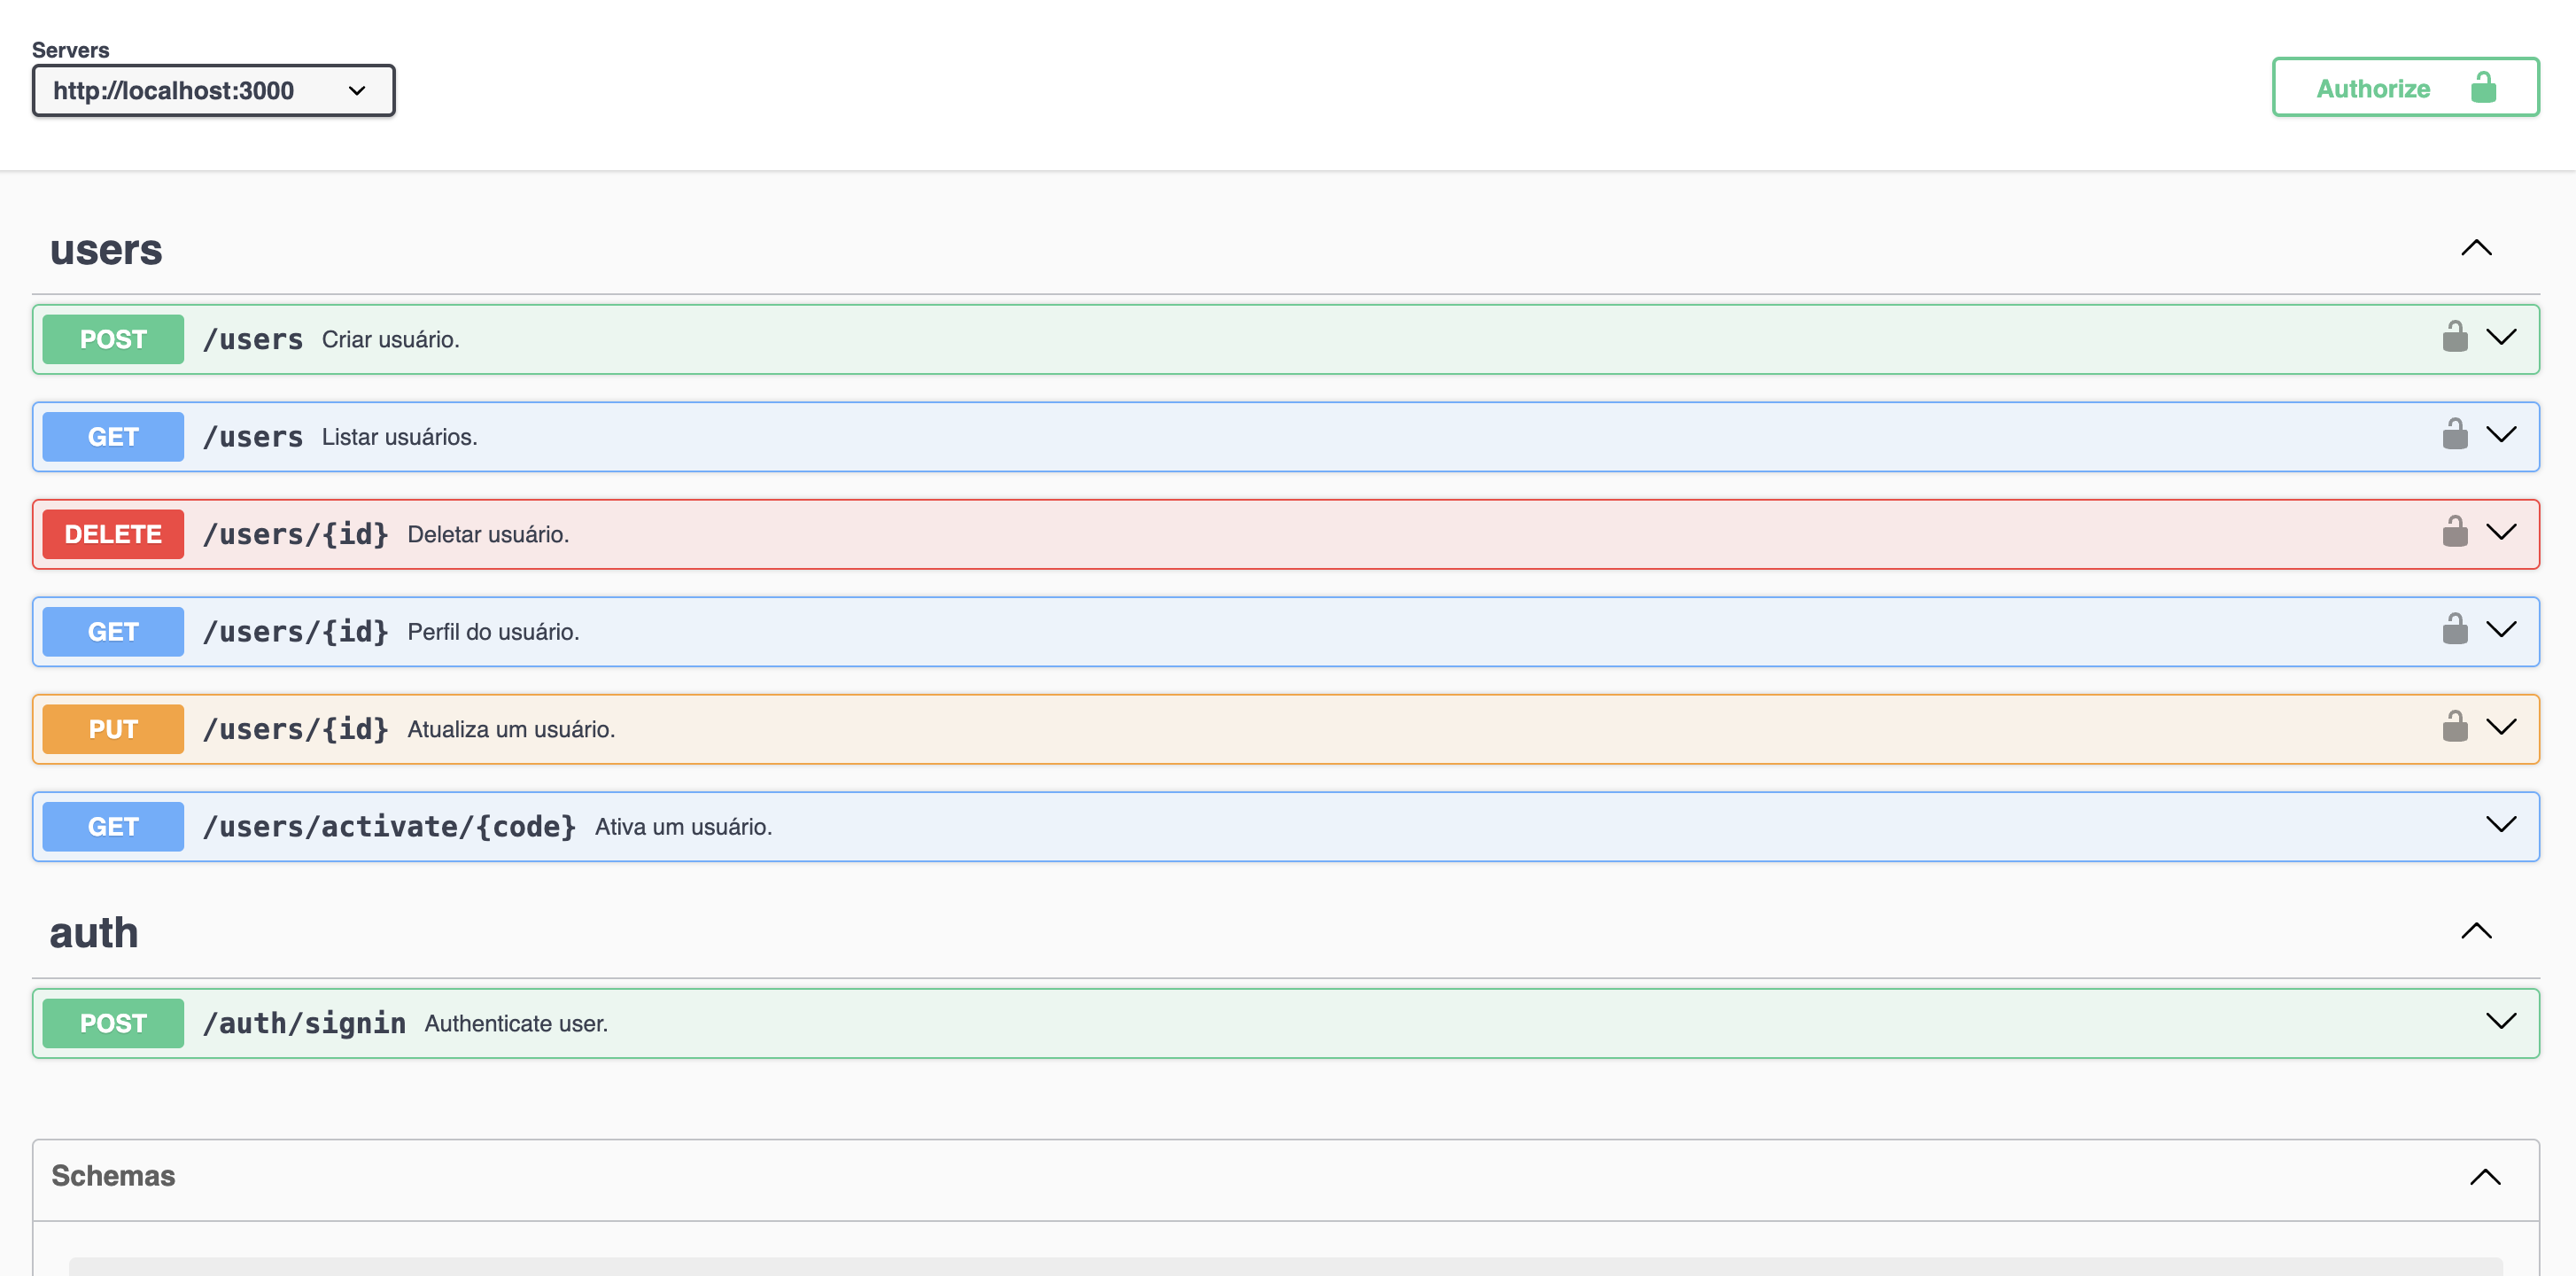 Servers
http://localhost:3000
Authorize
users
POST /users Criar usuário.
GET /users Listar usuários.
DELETE /users/{id} Deletar usuário.
GET /users/{id} Perfil do usuário.
PUT /users/{id} Atualiza um usuário.
GET /users/activate/{code} Ativa um usuário.
auth
POST /auth/signin Authenticate user.
Schemas